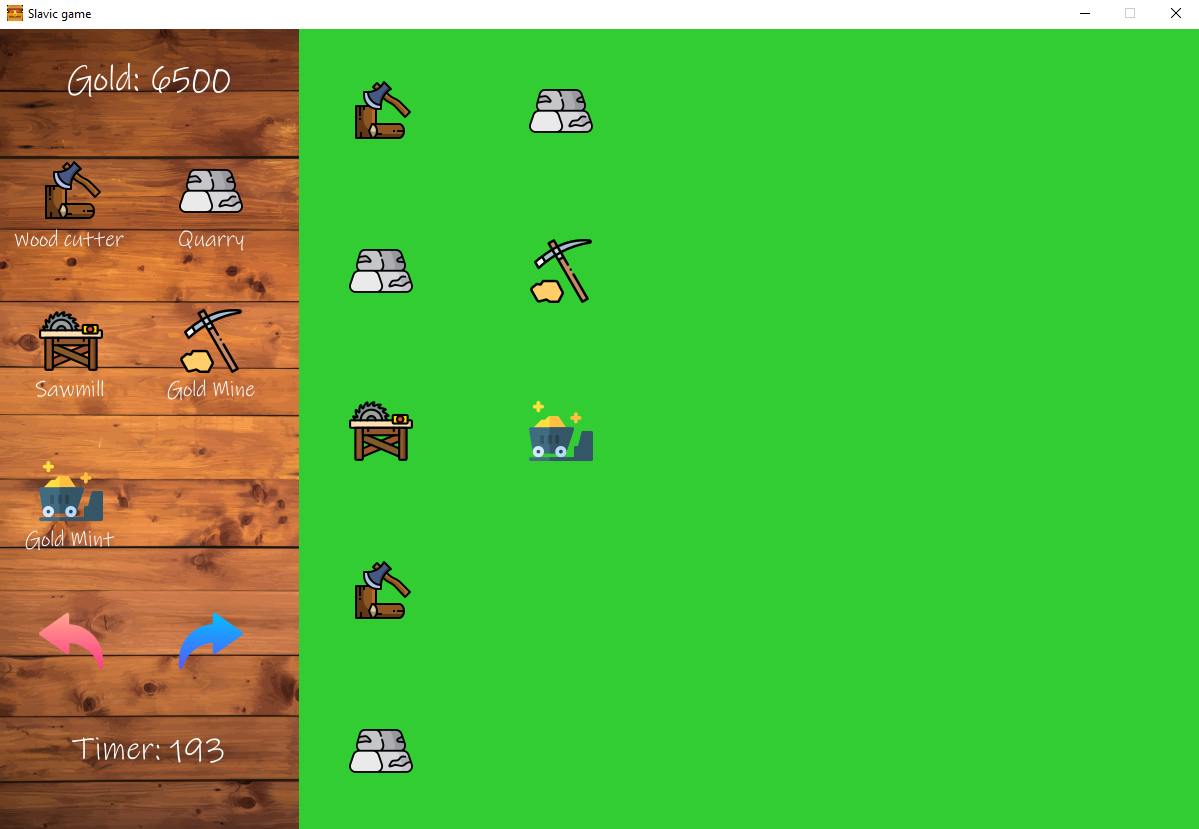 Slavic game
Gold: 6500
Wood cutter
Quarry
Sawmill
Gold Mine
Gold Mint
Timer: 193